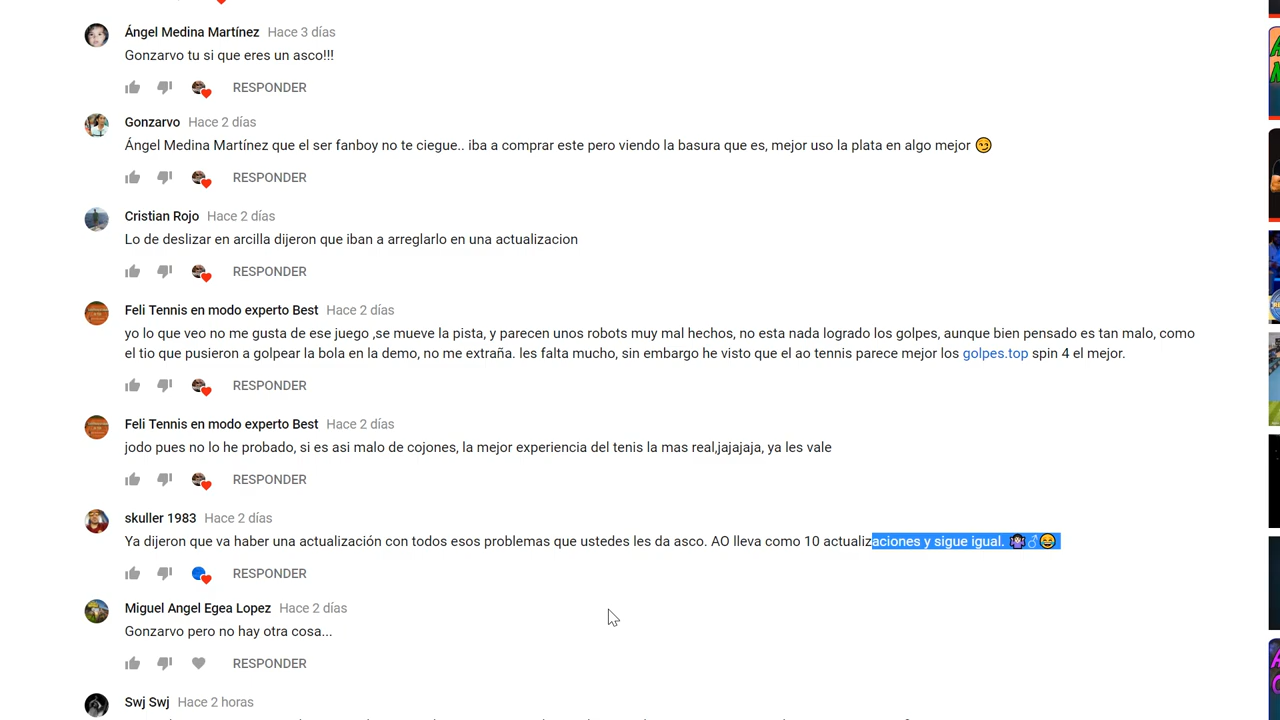 Ángel Medina Martínez Hace 3 días
Gonzarvo tu si que eres un asco!!!
RESPONDER
Gonzarvo Hace 2 días
Ángel Medina Martínez que el ser fanboy no te ciegue.. iba a comprar este pero viendo la basura que es, mejor uso la plata en algo mejor 😏
RESPONDER
Cristian Rojo Hace 2 días
Lo de deslizar en arcilla dijeron que iban a arreglarlo en una actualizacion
RESPONDER
Feli Tennis en modo experto Best Hace 2 días
yo lo que veo no me gusta de ese juego ,se mueve la pista, y parecen unos robots muy mal hechos, no esta nada logrado los golpes, aunque bien pensado es tan malo, como
el tio que pusieron a golpear la bola en la demo, no me extraña. les falta mucho, sin embargo he visto que el ao tennis parece mejor los golpes.top spin 4 el mejor.
RESPONDER
Feli Tennis en modo experto Best Hace 2 días
jodo pues no lo he probado, si es asi malo de cojones, la mejor experiencia del tenis la mas real,jajajaja, ya les vale
RESPONDER
skuller 1983 Hace 2 días
Ya dijeron que va haber una actualización con todos esos problemas que ustedes les da asco. AO lleva como 10 actualizaciones y sigue igual. 🤷♂😅
RESPONDER
Miguel Angel Egea Lopez Hace 2 días
Gonzarvo pero no hay otra cosa...
RESPONDER
Swj Swj Hace 2 horas